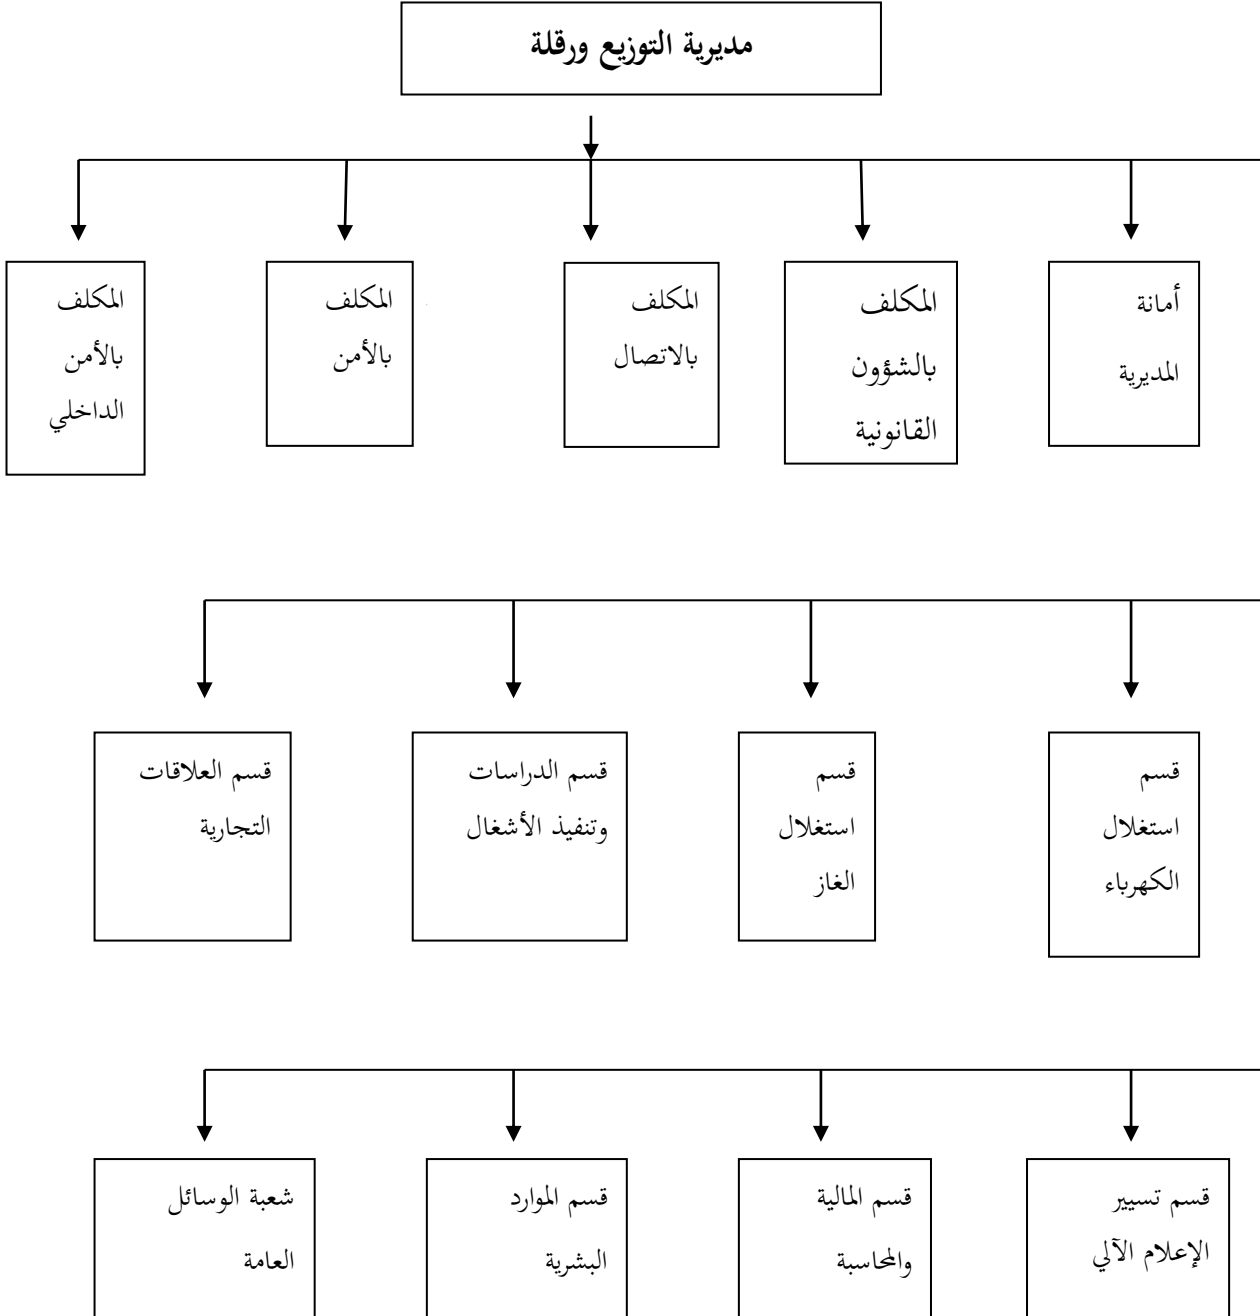 مديرية التوزيع ورقلة
أمانة
المديرية
المكلف
بالشؤون
القانونية
المكلف
بالاتصال
المكلف
بالأمن
المكلف
بالأمن
الداخلي
قسم
استغلال
الكهرباء
قسم
استغلال
الغاز
قسم الدراسات
وتنفيذ الأشغال
قسم العلاقات
التجارية
قسم تسيير
الإعلام الآلي
قسم المالية
والمحاسبة
قسم الموارد
البشرية
شعبة الوسائل
العامة